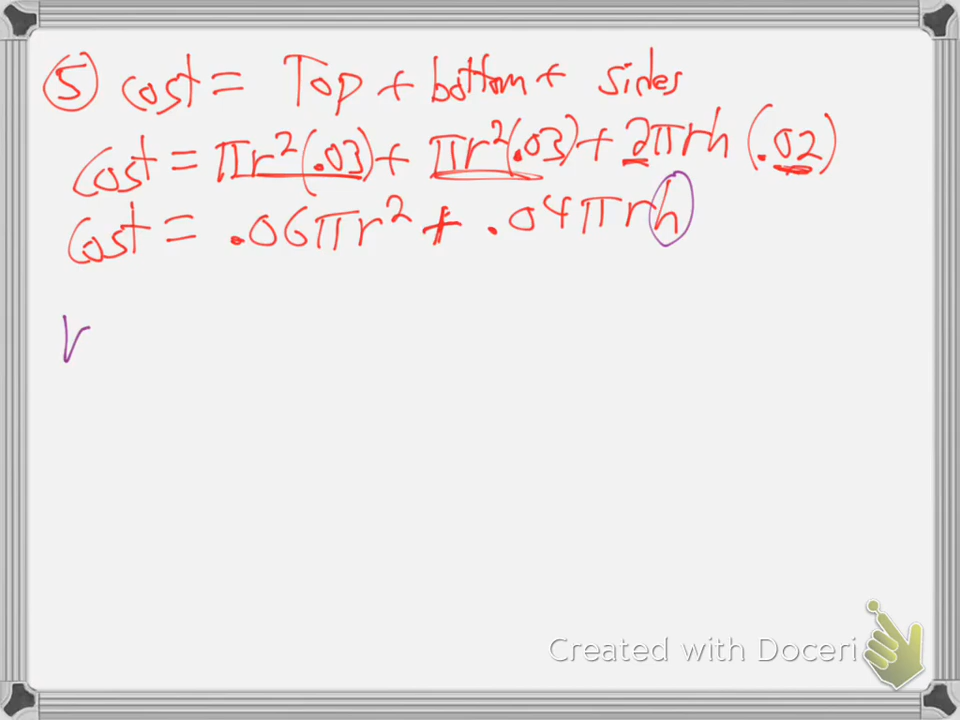 ⑤ cost = Top + bottom + sides
cost = πr²(.03) + πr²(.03) + 2πrh (.02)
cost = .06πr² + .04πrh
V
Created with Doceri